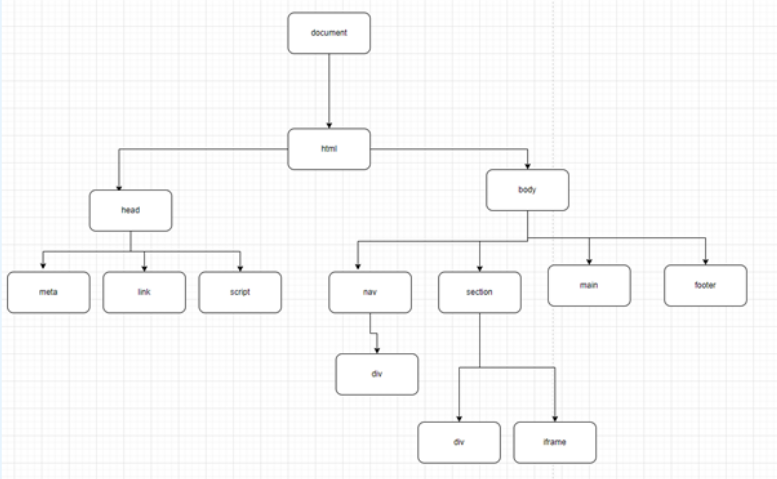 document
html
body
head
meta
link
script
nav
section
main
footer
div
div
iframe